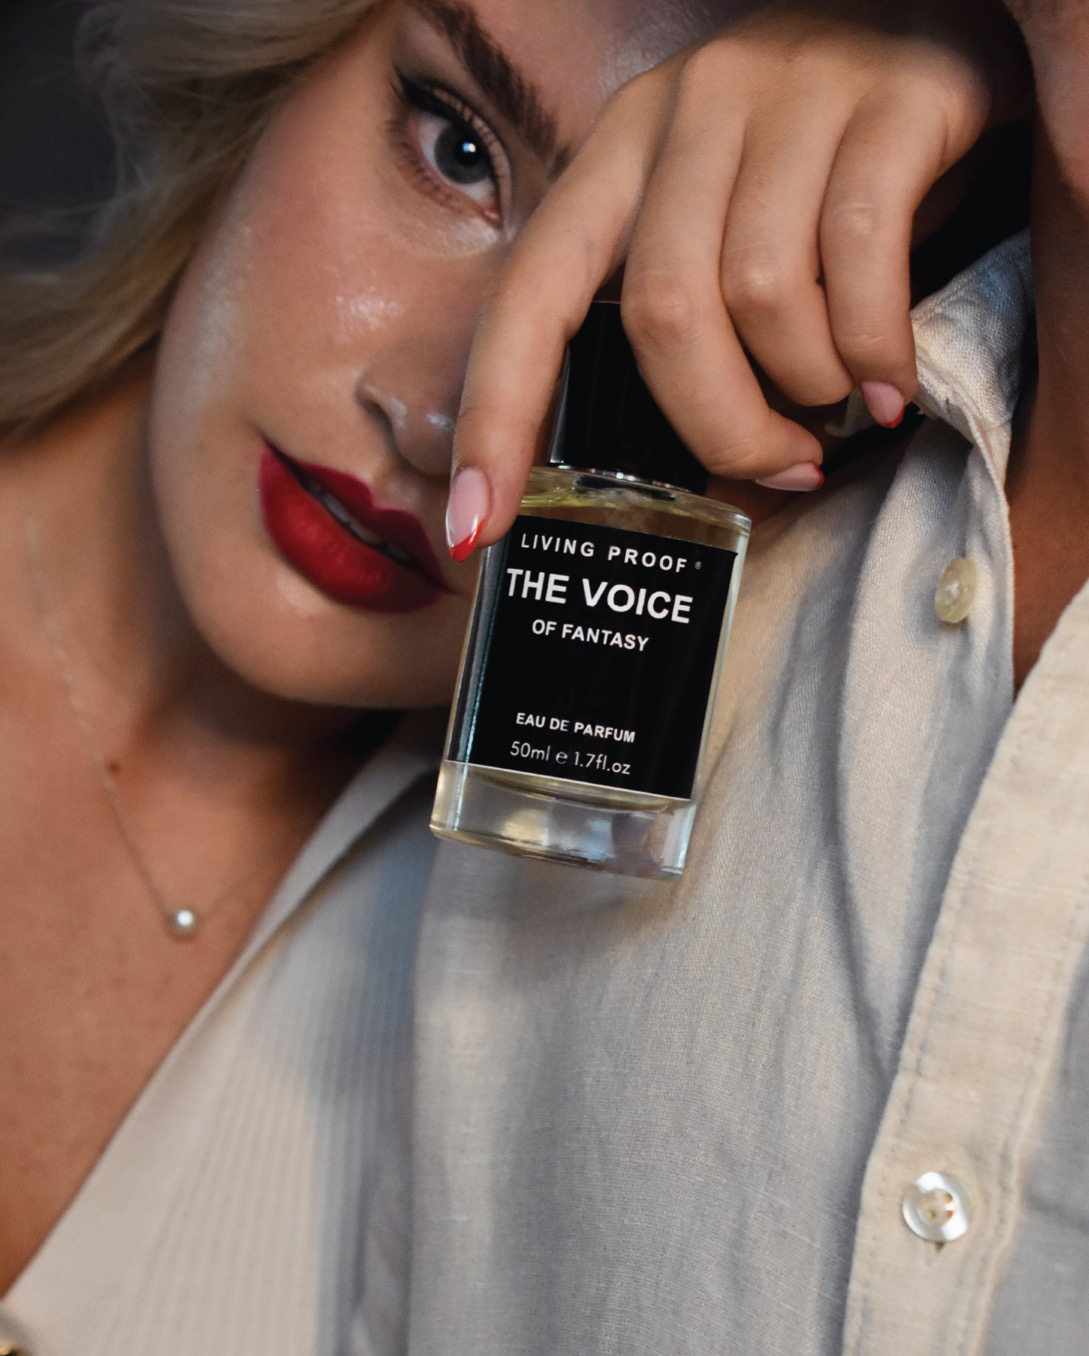 LIVING PROOF ®
THE VOICE
OF FANTASY
EAU DE PARFUM
50ml e 1.7fl.oz